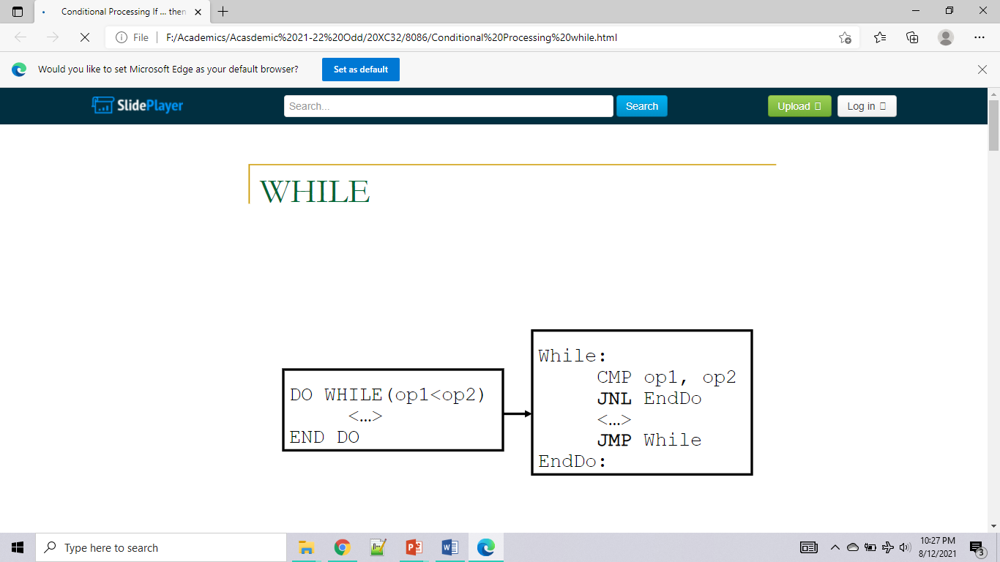 Conditional Processing If ... then
File
F:/Academics/Acasdemic%2021-22%20Odd/20XC32/8086/Conditional%20Processing%20while.html
Would you like to set Microsoft Edge as your default browser?
Set as default
SlidePlayer
Search...
Search
Upload
Log in
WHILE
DO WHILE(op1<op2)
<...>
END DO
While:
CMP op1, op2
JNL EndDo
<...>
JMP While
EndDo:
Type here to search
10:27 PM
8/12/2021
3